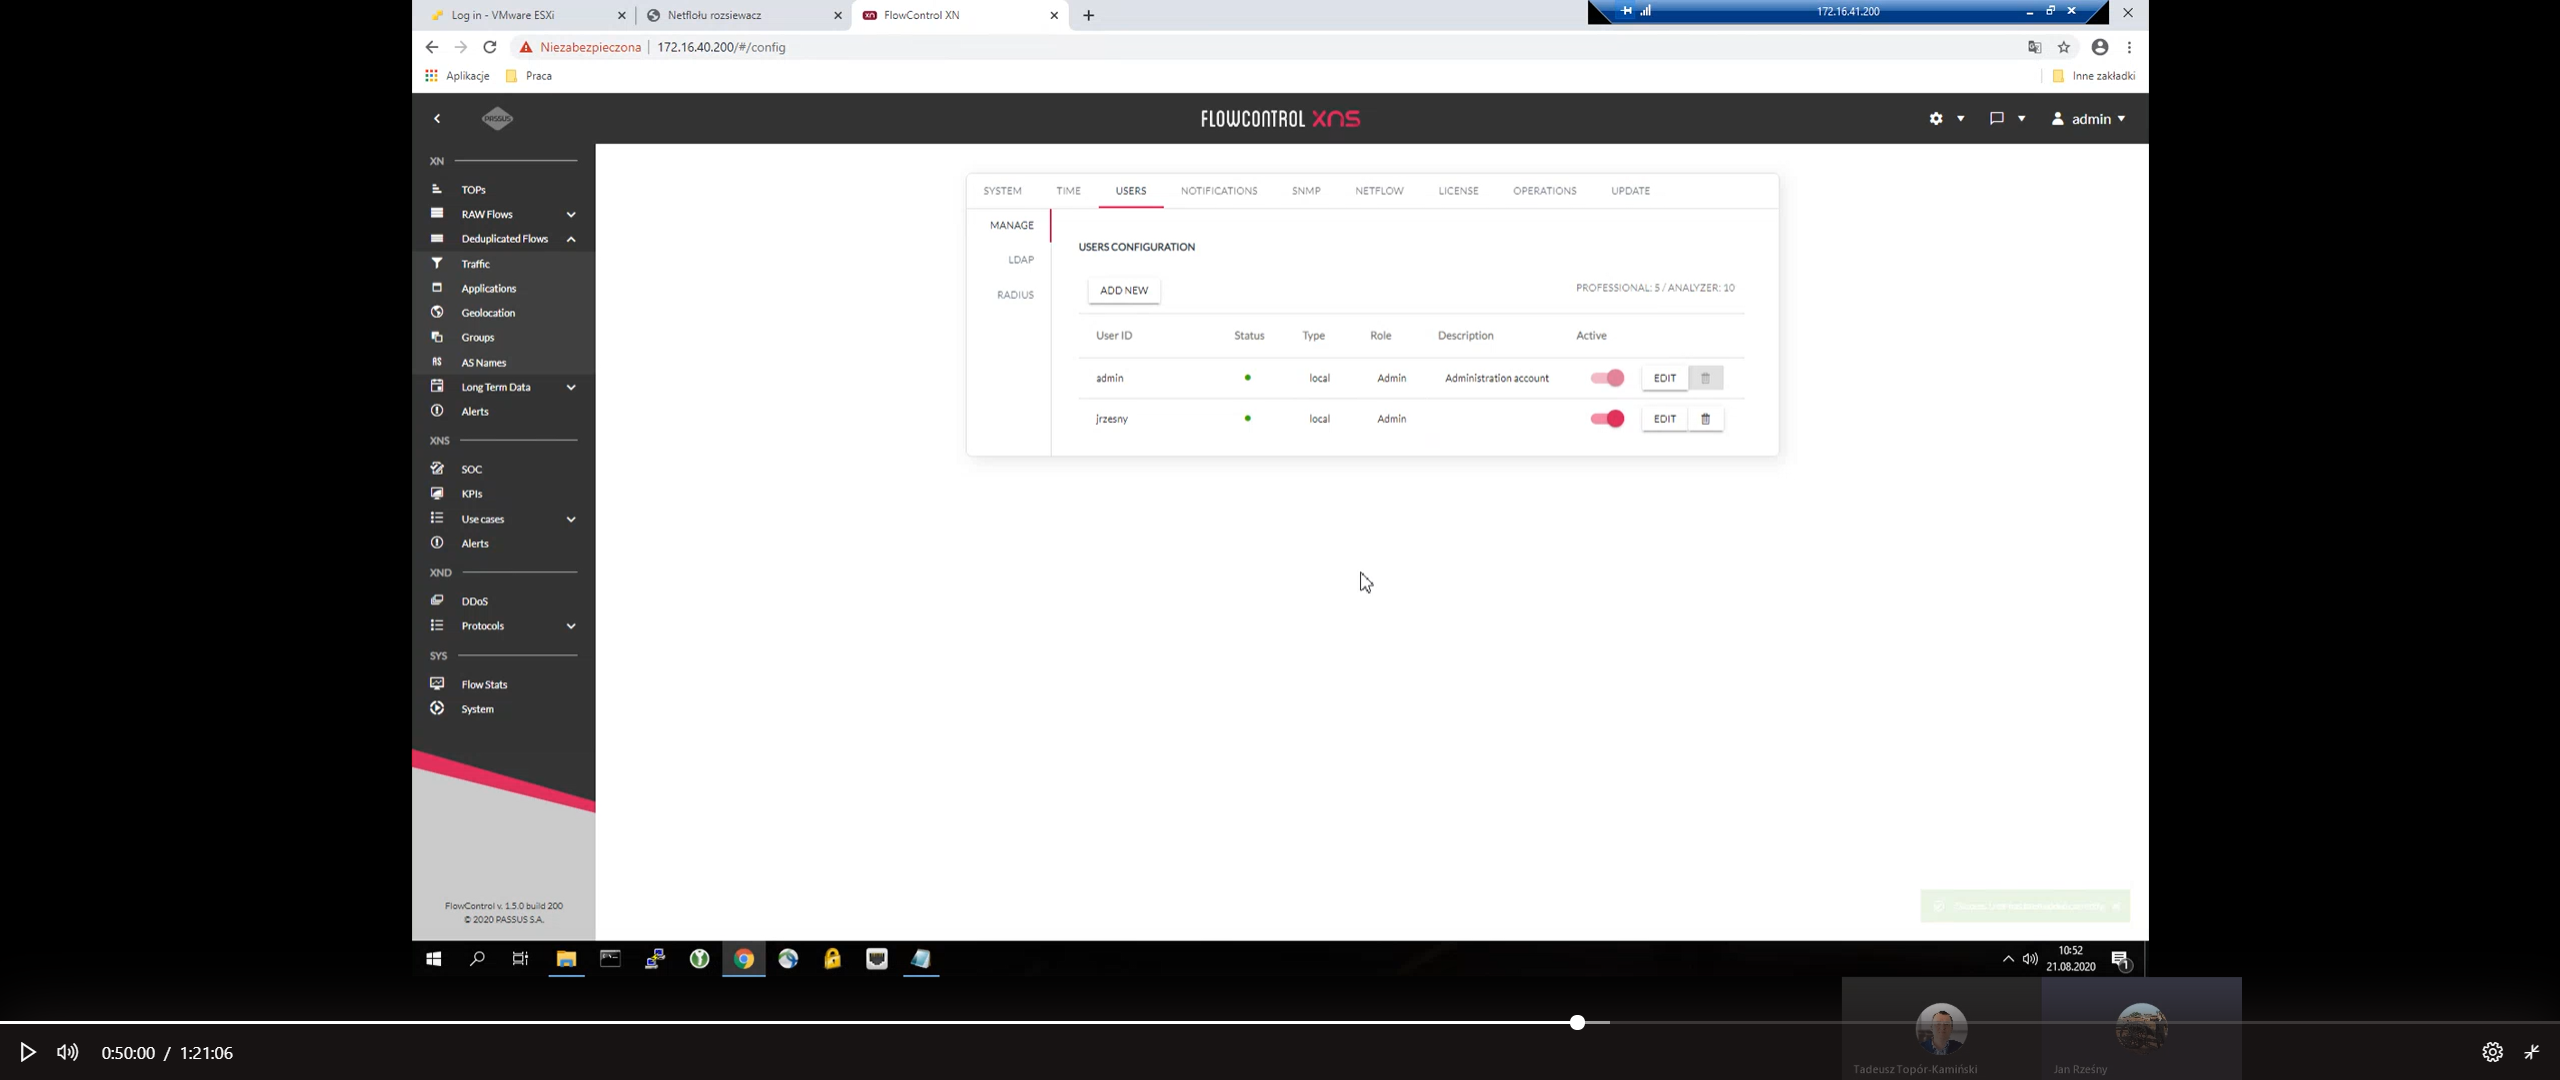 Log in - VMware ESXi
Netflołu rozsiewacz
FlowControl XN
172.16.41.200
Niezabezpieczona
172.16.40.200/#/config
Aplikacje
Praca
Inne zakładki
PASSUS
FLOWCONTROL XNS
admin
XN
TOPs
RAW Flows
Deduplicated Flows
Traffic
Applications
Geolocation
Groups
AS Names
Long Term Data
Alerts
XNS
SOC
KPIs
Use cases
Alerts
XND
DDoS
Protocols
SYS
Flow Stats
System
FlowControl v. 1.5.0 build 200
© 2020 PASSUS S.A.
SYSTEM TIME USERS NOTIFICATIONS SNMP NETFLOW LICENSE OPERATIONS UPDATE
MANAGE
LDAP
RADIUS
USERS CONFIGURATION
ADD NEW
PROFESSIONAL: 5 / ANALYZER: 10
User ID Status Type Role Description Active
admin local Admin Administration account EDIT
jrzesny local Admin EDIT
10:52
21.08.2020
1
0:50:00 / 1:21:06
Tadeusz Topór-Kamiński
Jan Rześny